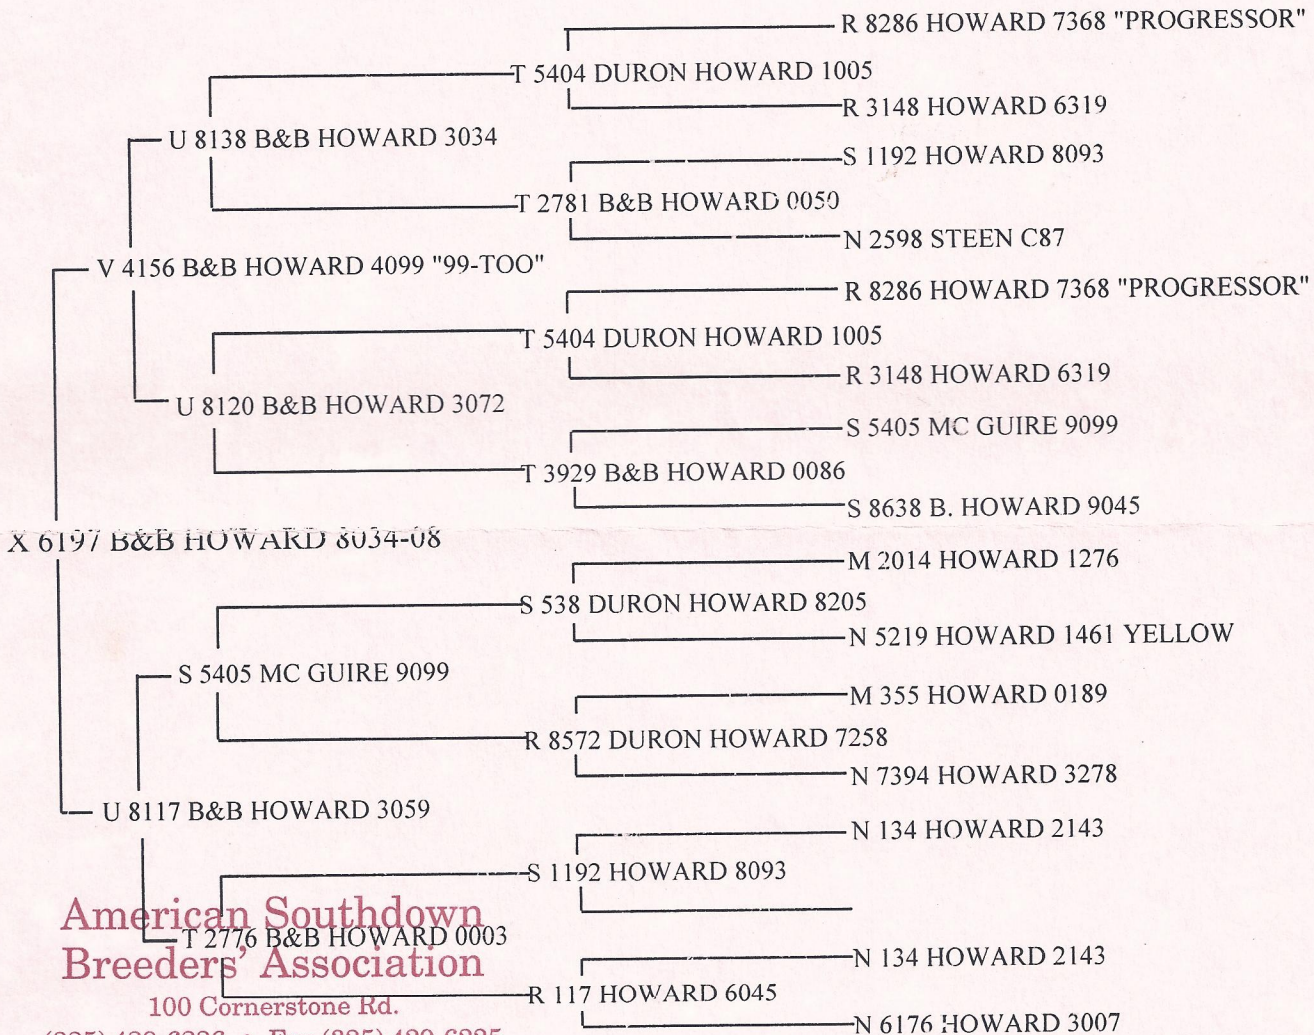 R 8286 HOWARD 7368 "PROGRESSOR"
T 5404 DURON HOWARD 1005
R 3148 HOWARD 6319
U 8138 B&B HOWARD 3034
S 1192 HOWARD 8093
T 2781 B&B HOWARD 0050
N 2598 STEEN C87
V 4156 B&B HOWARD 4099 "99-TOO"
R 8286 HOWARD 7368 "PROGRESSOR"
T 5404 DURON HOWARD 1005
R 3148 HOWARD 6319
U 8120 B&B HOWARD 3072
S 5405 MC GUIRE 9099
T 3929 B&B HOWARD 0086
S 8638 B. HOWARD 9045
X 6197 B&B HOWARD 8034-08
M 2014 HOWARD 1276
S 538 DURON HOWARD 8205
N 5219 HOWARD 1461 YELLOW
S 5405 MC GUIRE 9099
M 355 HOWARD 0189
R 8572 DURON HOWARD 7258
N 7394 HOWARD 3278
U 8117 B&B HOWARD 3059
N 134 HOWARD 2143
S 1192 HOWARD 8093
American Southdown
T 2776 B&B HOWARD 0003
Breeders' Association
N 134 HOWARD 2143
R 117 HOWARD 6045
100 Cornerstone Rd.
N 6176 HOWARD 3007